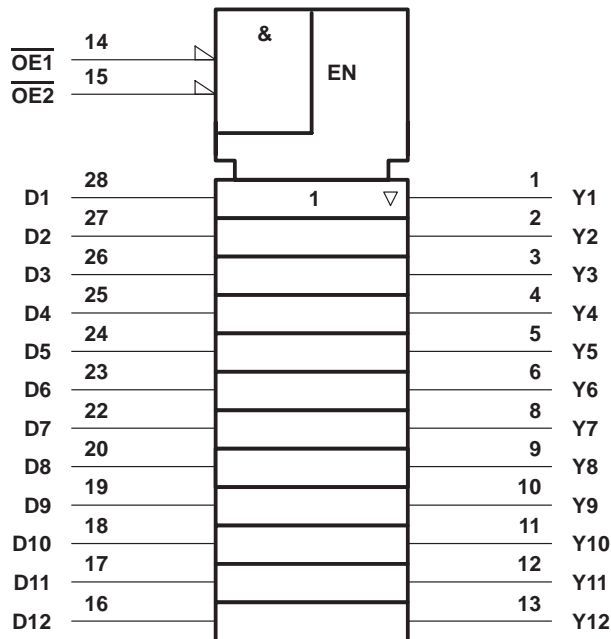 &
14
OE1
EN
15
OE2
28 1
D1 1 ▽ Y1
27 2
D2 Y2
26 3
D3 Y3
25 4
D4 Y4
24 5
D5 Y5
23 6
D6 Y6
22 8
D7 Y7
20 9
D8 Y8
19 10
D9 Y9
18 11
D10 Y10
17 12
D11 Y11
16 13
D12 Y12